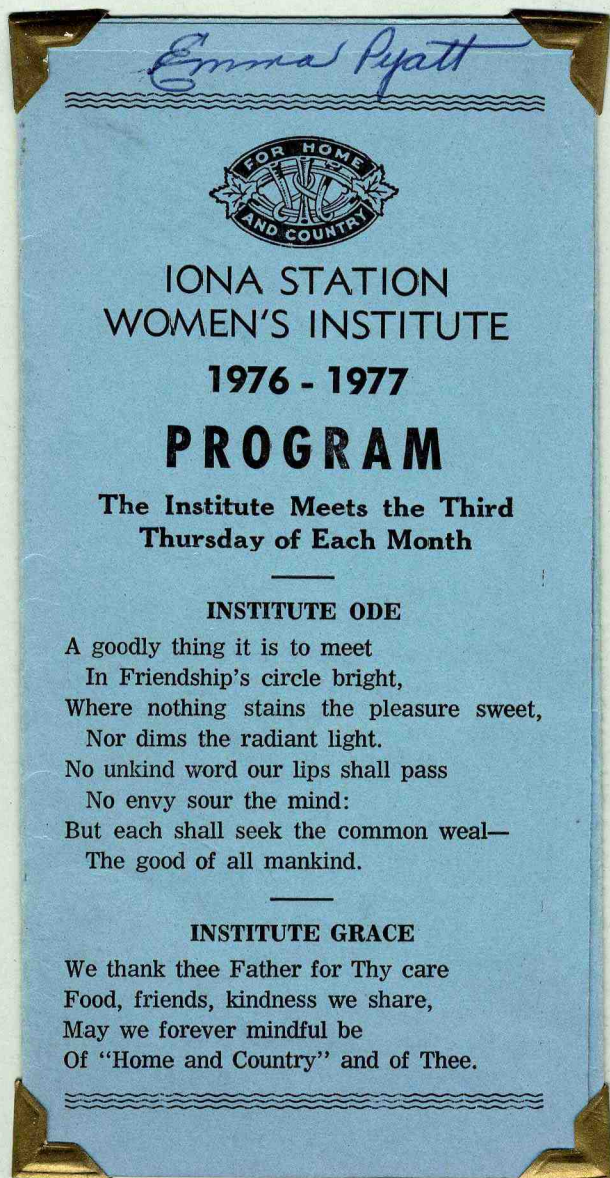 Emma Pyatt
FOR HOME
AND COUNTRY
IONA STATION
WOMEN'S INSTITUTE
1976 - 1977
PROGRAM
The Institute Meets the Third
Thursday of Each Month
INSTITUTE ODE
A goodly thing it is to meet
In Friendship's circle bright,
Where nothing stains the pleasure sweet,
Nor dims the radiant light.
No unkind word our lips shall pass
No envy sour the mind:
But each shall seek the common weal—
The good of all mankind.
INSTITUTE GRACE
We thank thee Father for Thy care
Food, friends, kindness we share,
May we forever mindful be
Of "Home and Country" and of Thee.